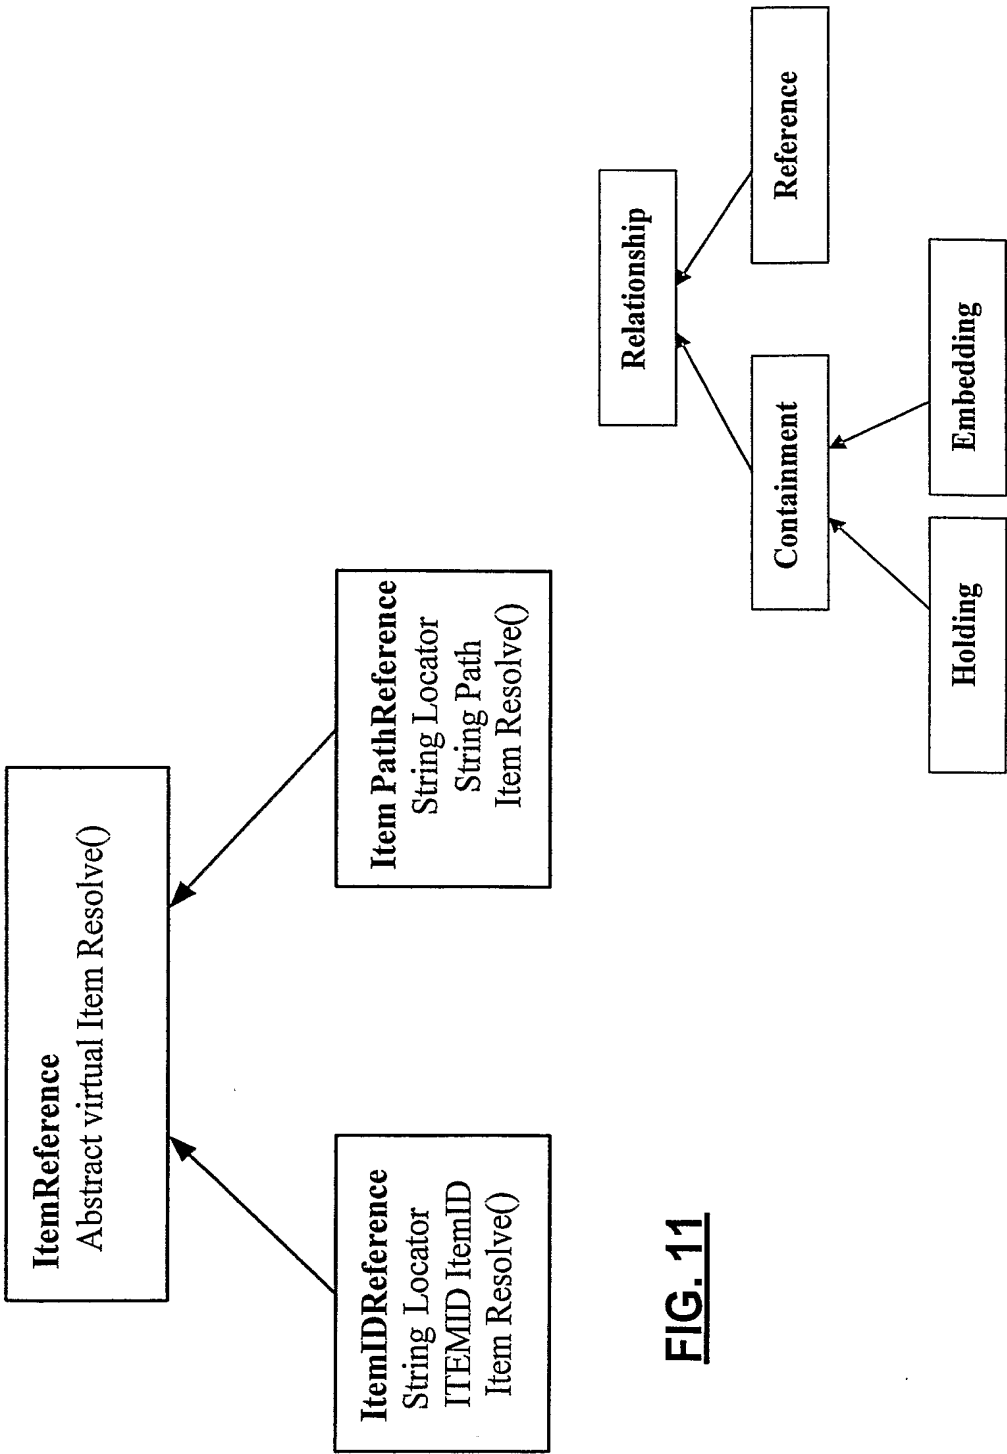 ItemReference
Abstract virtual Item Resolve()
ItemIDReference
String Locator
ITEMID ItemID
Item Resolve()
Item PathReference
String Locator
String Path
Item Resolve()
Relationship
Containment
Reference
Holding
Embedding
FIG. 11